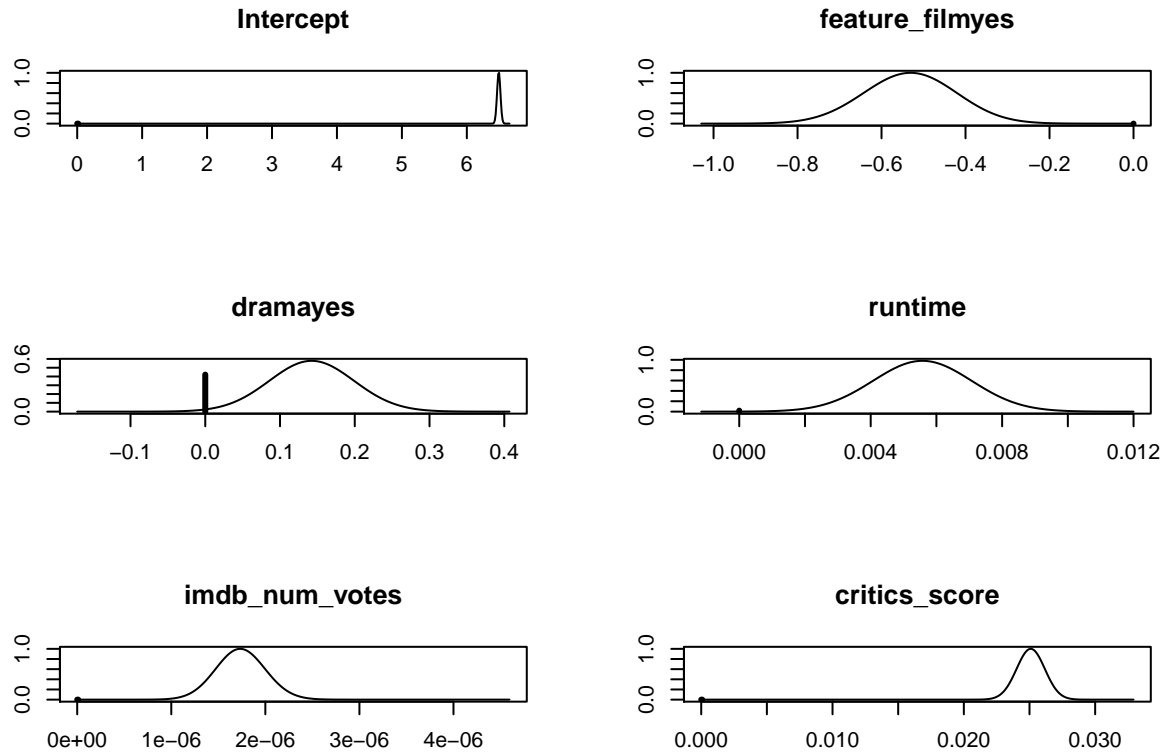 Intercept
0.0 1.0
0 1 2 3 4 5 6
feature_filmyes
0.0 1.0
−1.0 −0.8 −0.6 −0.4 −0.2 0.0
dramayes
0.0 0.6
−0.1 0.0 0.1 0.2 0.3 0.4
runtime
0.0 1.0
0.000 0.004 0.008 0.012
imdb_num_votes
0.0 1.0
0e+00 1e−06 2e−06 3e−06 4e−06
critics_score
0.0 1.0
0.000 0.010 0.020 0.030